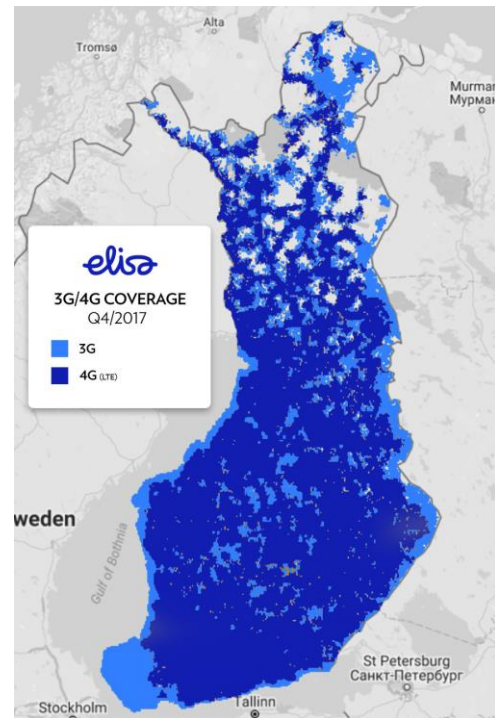 Alta
Tromsø
Murman
Мурман
elisa
3G/4G COVERAGE
Q4/2017
3G
4G (LTE)
weden
Gulf of Bothnia
St Petersburg
Санкт-Петербург
Tallinn
Stockholm